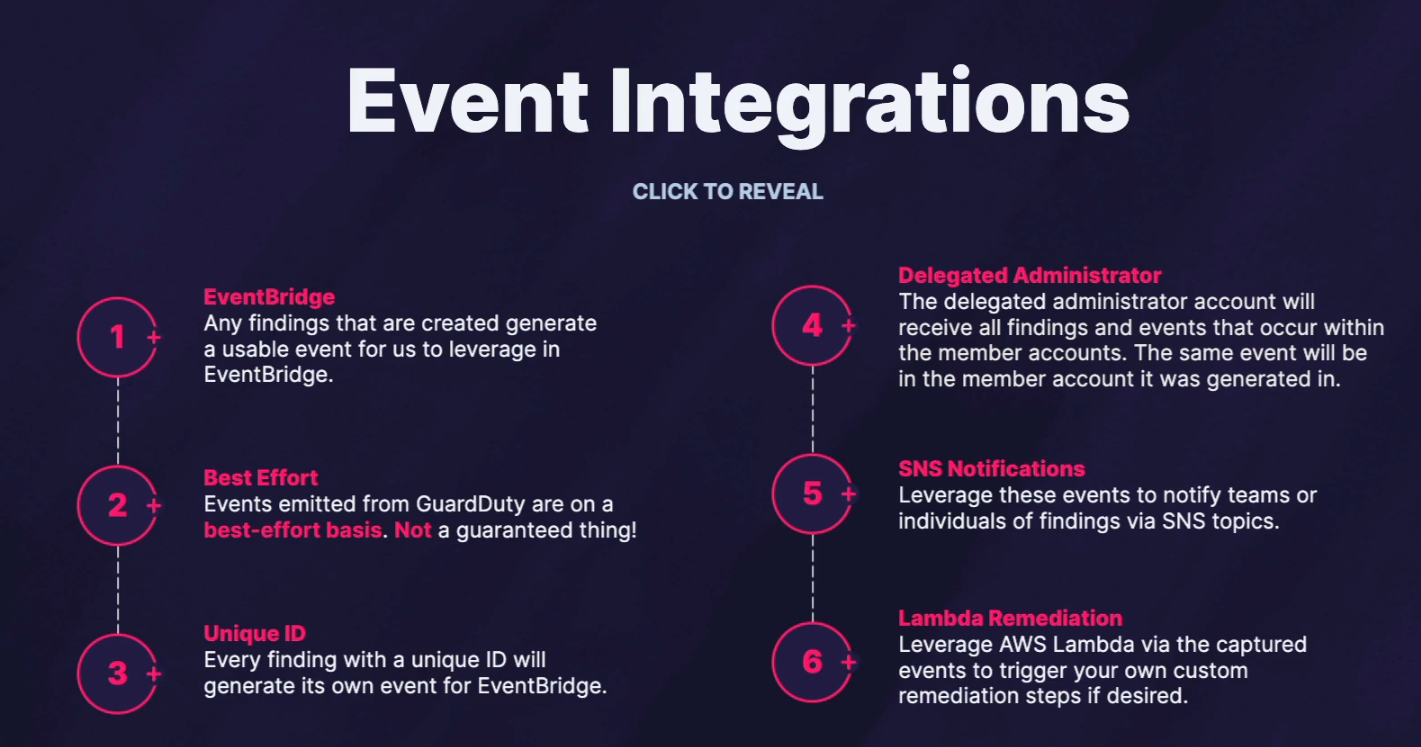 Event Integrations
CLICK TO REVEAL
1
+
EventBridge
Any findings that are created generate
a usable event for us to leverage in
EventBridge.
2
+
Best Effort
Events emitted from GuardDuty are on a
best-effort basis. Not a guaranteed thing!
3
+
Unique ID
Every finding with a unique ID will
generate its own event for EventBridge.
4
+
Delegated Administrator
The delegated administrator account will
receive all findings and events that occur within
the member accounts. The same event will be
in the member account it was generated in.
5
+
SNS Notifications
Leverage these events to notify teams or
individuals of findings via SNS topics.
6
+
Lambda Remediation
Leverage AWS Lambda via the captured
events to trigger your own custom
remediation steps if desired.